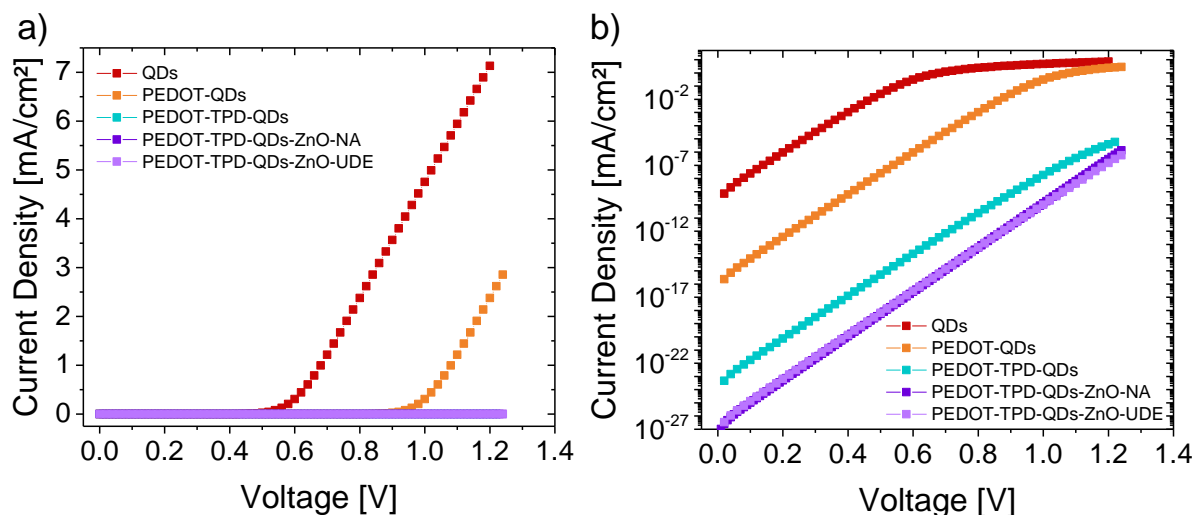 a)
Current Density [mA/cm²]
7
6
5
4
3
2
1
0
QDs
PEDOT-QDs
PEDOT-TPD-QDs
PEDOT-TPD-QDs-ZnO-NA
PEDOT-TPD-QDs-ZnO-UDE
0.0 0.2 0.4 0.6 0.8 1.0 1.2 1.4
Voltage [V]
b)
Current Density [mA/cm²]
10⁻²
10⁻⁷
10⁻¹²
10⁻¹⁷
10⁻²²
10⁻²⁷
QDs
PEDOT-QDs
PEDOT-TPD-QDs
PEDOT-TPD-QDs-ZnO-NA
PEDOT-TPD-QDs-ZnO-UDE
0.0 0.2 0.4 0.6 0.8 1.0 1.2 1.4
Voltage [V]